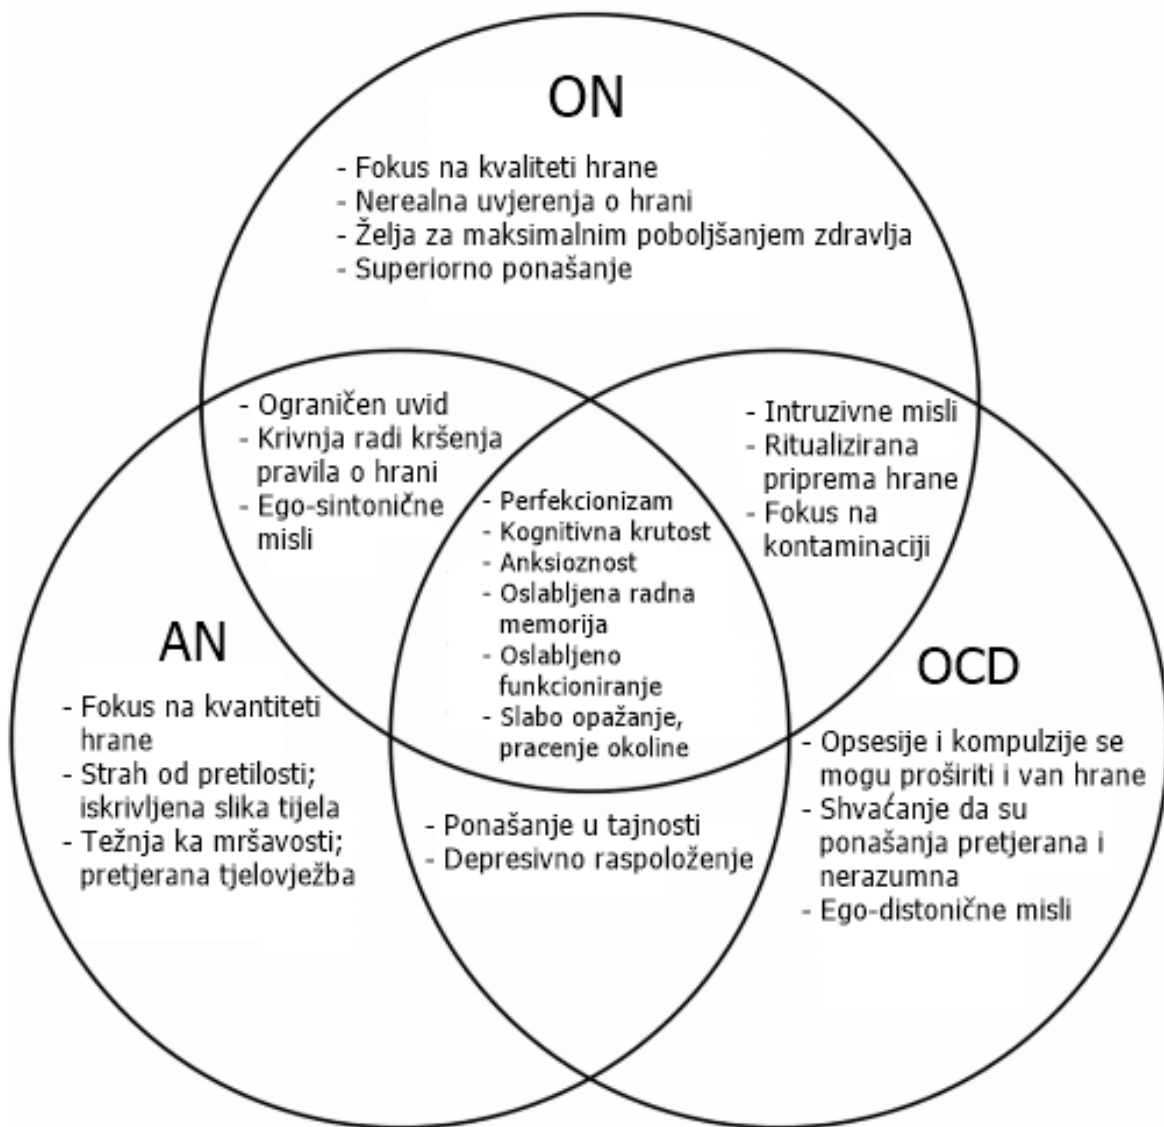 ON
- Fokus na kvaliteti hrane
- Nerealna uvjerenja o hrani
- Želja za maksimalnim poboljšanjem zdravlja
- Superiorno ponašanje
- Ograničen uvid
- Krivnja radi kršenja
pravila o hrani
- Ego-sintonične
misli
- Intruzivne misli
- Ritualizirana
priprema hrane
- Fokus na
kontaminaciji
- Perfekcionizam
- Kognitivna krutost
- Anksioznost
- Oslabljena radna
memorija
- Oslabljeno
funkcioniranje
- Slabo opažanje,
pracenje okoline
AN
- Fokus na kvantiteti
hrane
- Strah od pretilosti;
iskrivljena slika tijela
- Težnja ka mršavosti;
pretjerana tjelovježba
OCD
- Opsesije i kompulzije se
mogu proširiti i van hrane
- Shvaćanje da su
ponašanja pretjerana i
nerazumna
- Ego-distonične misli
- Ponašanje u tajnosti
- Depresivno raspoloženje